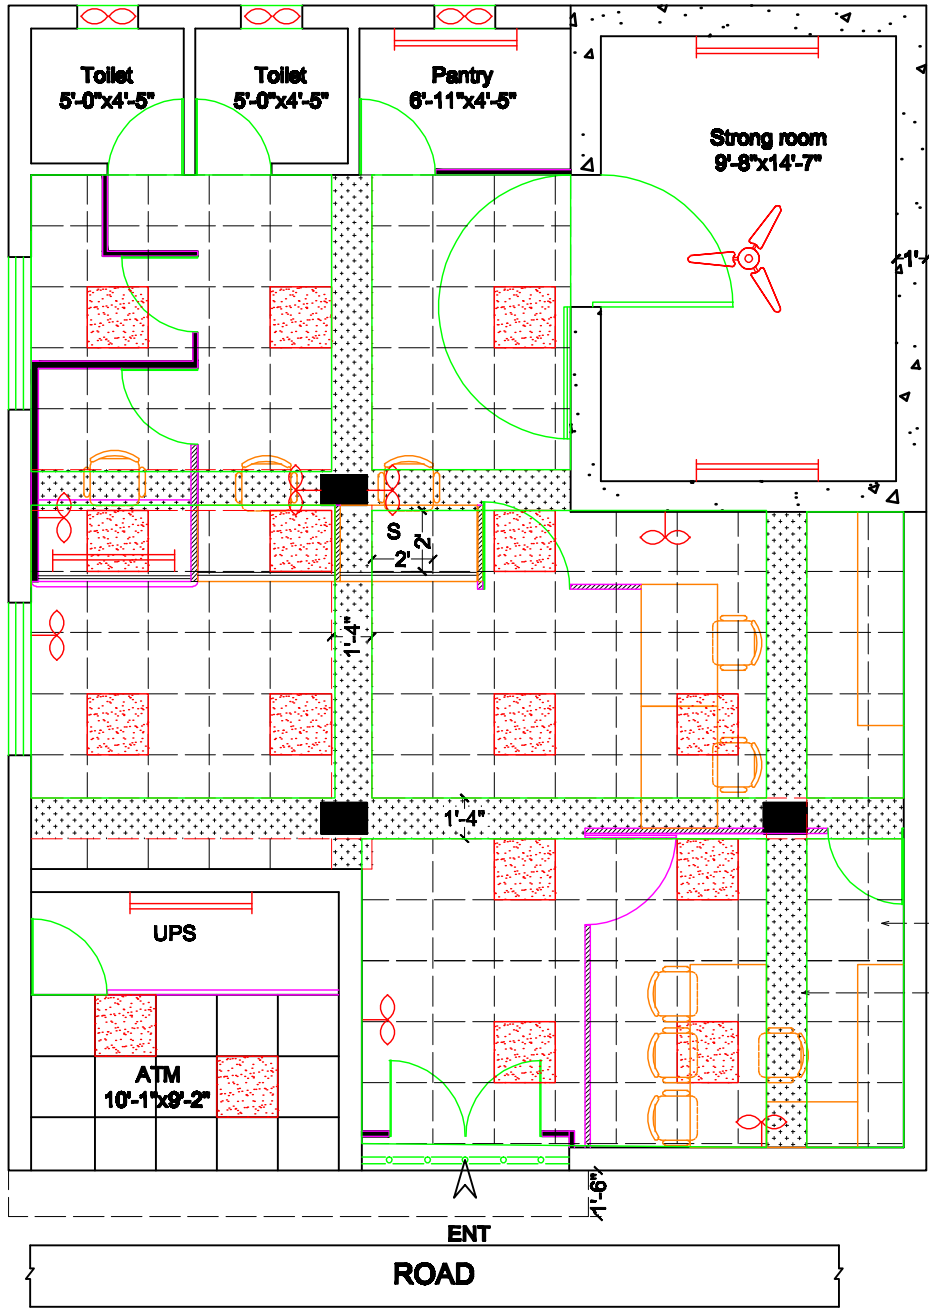 Toilet
5'-0"x4'-5"
Toilet
5'-0"x4'-5"
Pantry
6'-11"x4'-5"
Strong room
9'-8"x14'-7"
1'-
S
2'
2'
1'-4"
1'-4"
UPS
ATM
10'-1"x9'-2"
1'-6"
ENT
ROAD